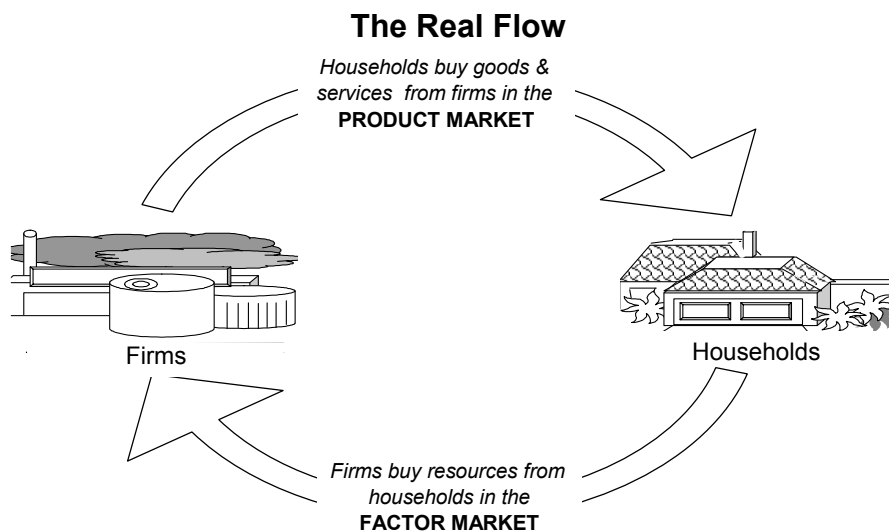 The Real Flow
Households buy goods &
services from firms in the
PRODUCT MARKET
Firms
Households
Firms buy resources from
households in the
FACTOR MARKET